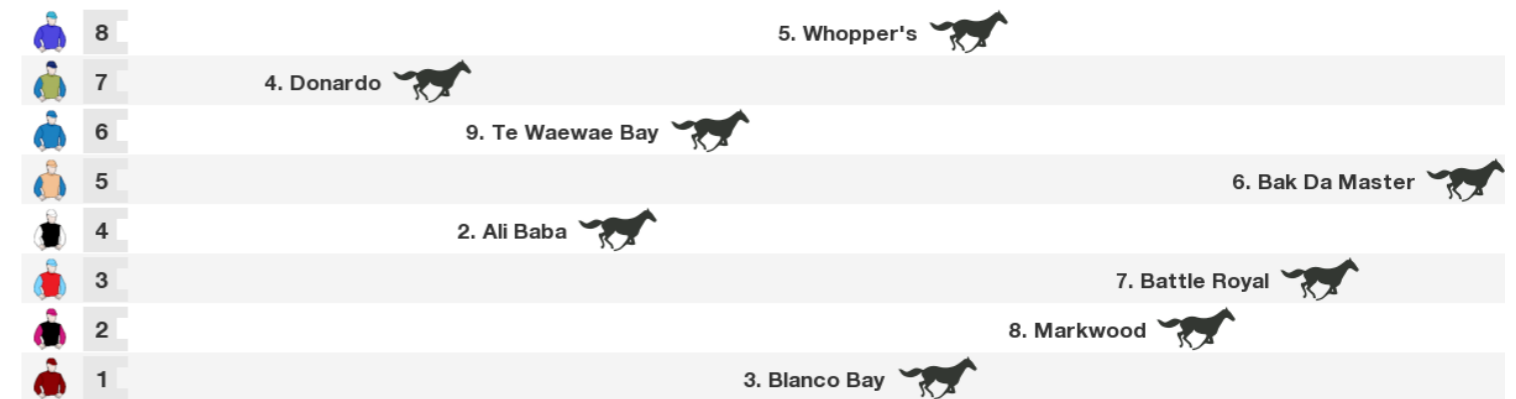 8 5. Whopper's
7 4. Donardo
6 9. Te Waewae Bay
5 6. Bak Da Master
4 2. Ali Baba
3 7. Battle Royal
2 8. Markwood
1 3. Blanco Bay